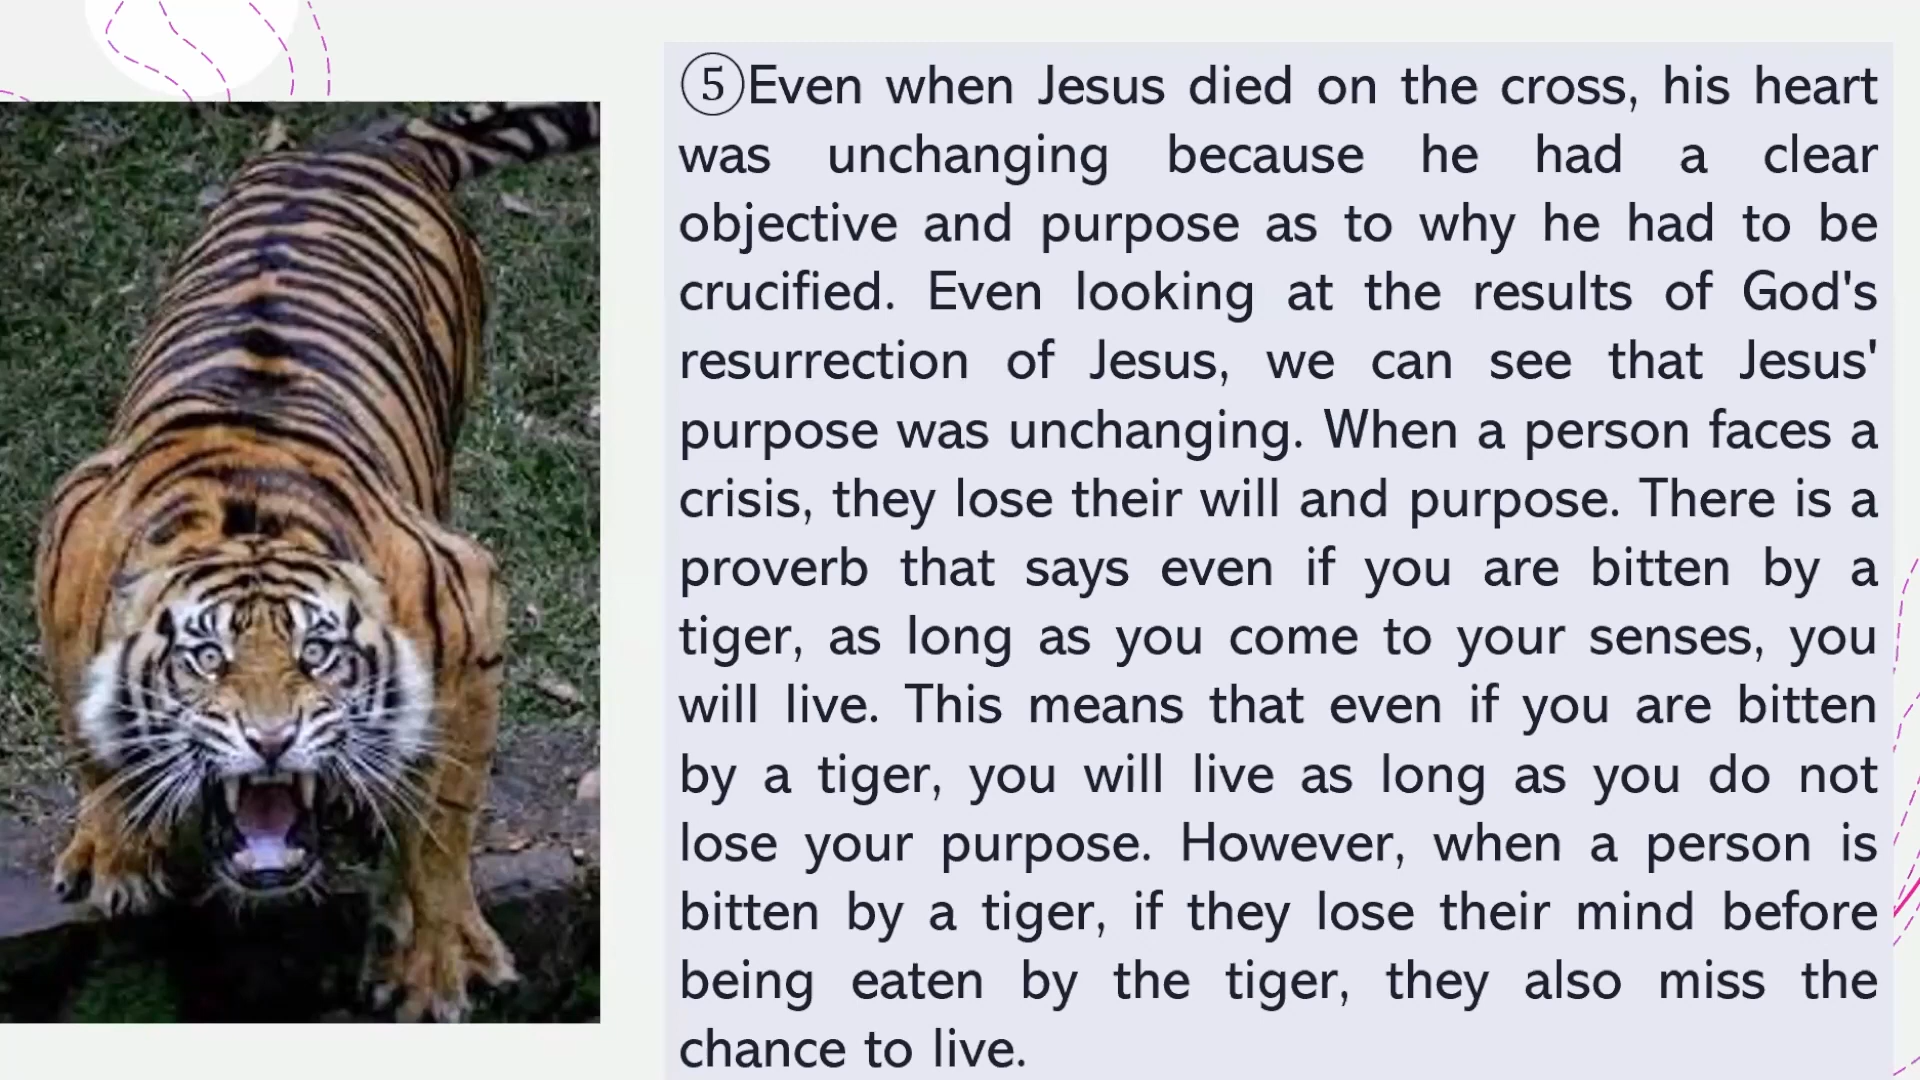 ⑤Even when Jesus died on the cross, his heart
was unchanging because he had a clear
objective and purpose as to why he had to be
crucified. Even looking at the results of God's
resurrection of Jesus, we can see that Jesus'
purpose was unchanging. When a person faces a
crisis, they lose their will and purpose. There is a
proverb that says even if you are bitten by a
tiger, as long as you come to your senses, you
will live. This means that even if you are bitten
by a tiger, you will live as long as you do not
lose your purpose. However, when a person is
bitten by a tiger, if they lose their mind before
being eaten by the tiger, they also miss the
chance to live.